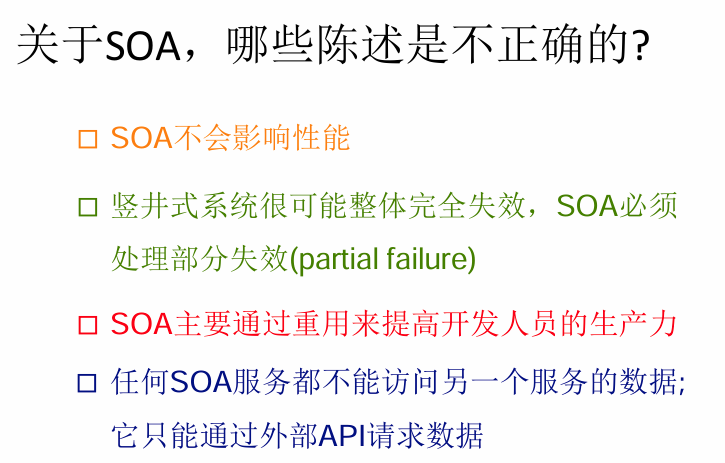 关于SOA，哪些陈述是不正确的?
SOA不会影响性能
竖井式系统很可能整体完全失效，SOA必须
处理部分失效(partial failure)
SOA主要通过重用来提高开发人员的生产力
任何SOA服务都不能访问另一个服务的数据;
它只能通过外部API请求数据